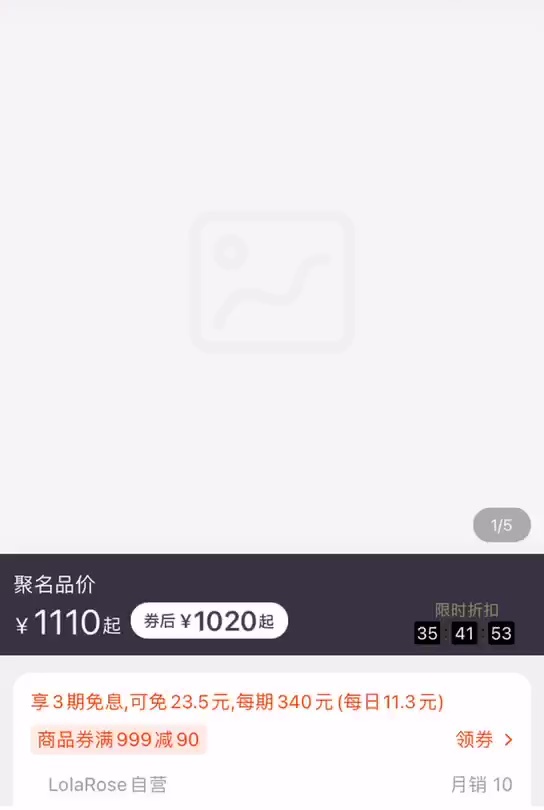 1/5
聚名品价
¥1110起 券后¥1020起
限时折扣
35:41:53
享3期免息,可免23.5元,每期340元(每日11.3元)
商品券满999减90 领券
LolaRose自营 月销 10